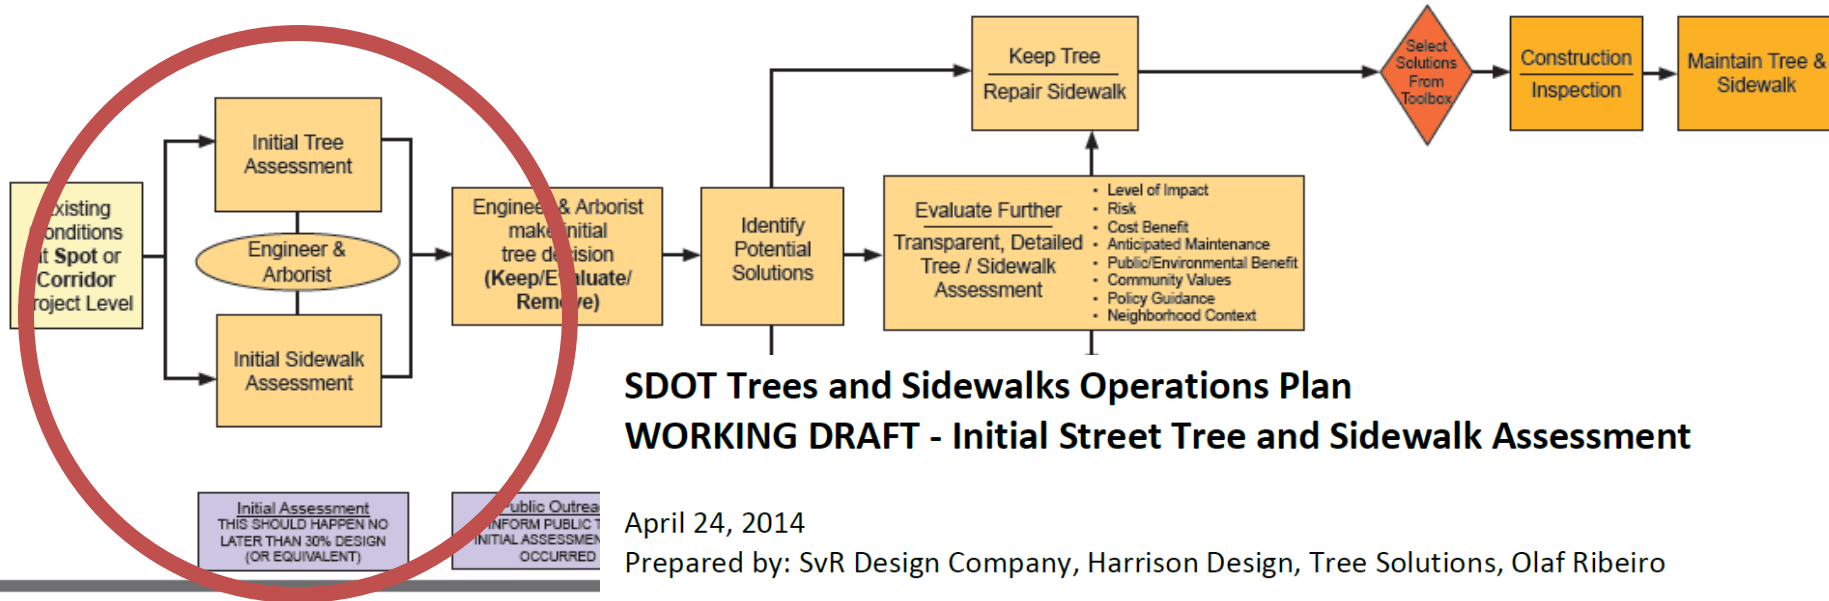 Existing
Conditions
at Spot or
Corridor
Project Level
Initial Tree
Assessment
Engineer &
Arborist
Initial Sidewalk
Assessment
Engineer & Arborist
make initial
tree decision
(Keep/Evaluate/
Remove)
Identify
Potential
Solutions
Keep Tree
Repair Sidewalk
Evaluate Further
Transparent, Detailed
Tree / Sidewalk
Assessment
• Level of Impact
• Risk
• Cost Benefit
• Anticipated Maintenance
• Public/Environmental Benefit
• Community Values
• Policy Guidance
• Neighborhood Context
Select
Solutions
From
Toolbox
Construction
Inspection
Maintain Tree &
Sidewalk
Initial Assessment
THIS SHOULD HAPPEN NO
LATER THAN 30% DESIGN
(OR EQUIVALENT)
Public Outrea
INFORM PUBLIC T
INITIAL ASSESSMEN
OCCURRED
SDOT Trees and Sidewalks Operations Plan
WORKING DRAFT - Initial Street Tree and Sidewalk Assessment
April 24, 2014
Prepared by: SvR Design Company, Harrison Design, Tree Solutions, Olaf Ribeiro